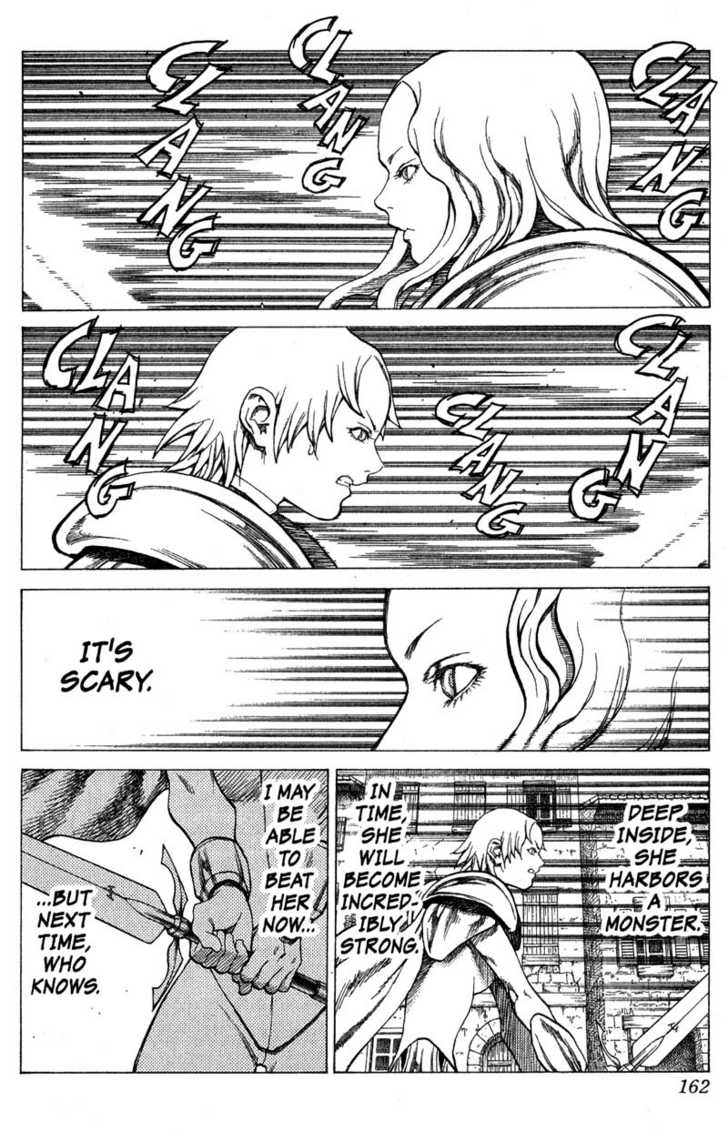 CLANG
CLANG
CLANG
CLANG
CLANG
CLANG
IT'S
SCARY.
DEEP
INSIDE,
SHE
HARBORS
A
MONSTER.
IN
TIME,
SHE
WILL
BECOME
INCRED-
IBLY
STRONG.
I MAY
BE
ABLE
TO
BEAT
HER
NOW...
...BUT
NEXT
TIME,
WHO
KNOWS.
162